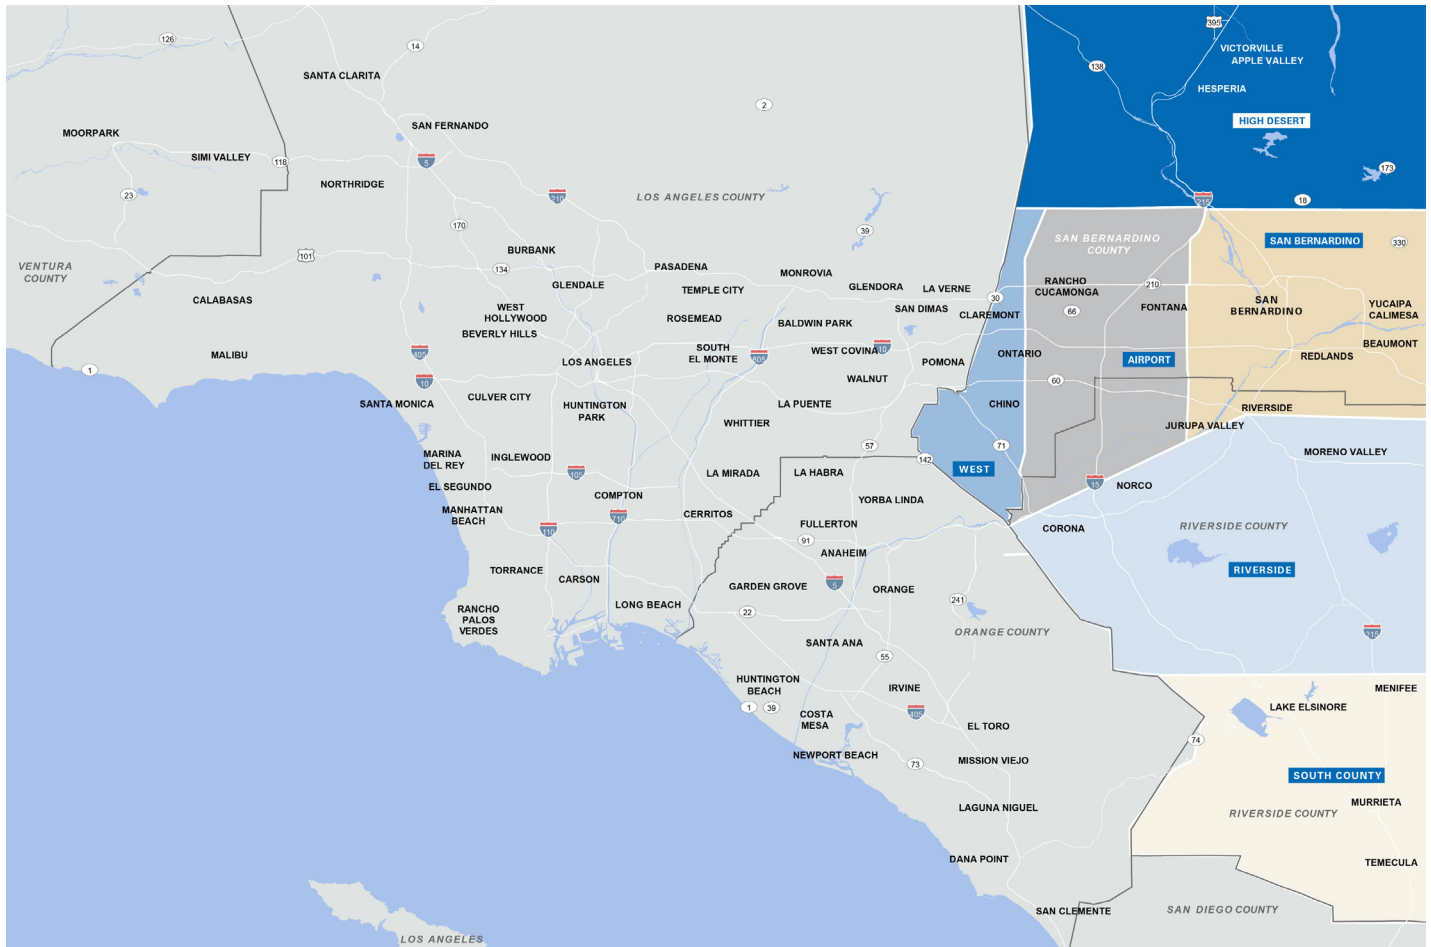 395
VICTORVILLE
APPLE VALLEY
126
14
138
SANTA CLARITA
HESPERIA
2
HIGH DESERT
SAN FERNANDO
MOORPARK
SIMI VALLEY
118
5
173
NORTHRIDGE
23
210
LOS ANGELES COUNTY
215
18
170
39
SAN BERNARDINO
COUNTY
SAN BERNARDINO
330
BURBANK
101
134
VENTURA
COUNTY
PASADENA
MONROVIA
GLENDALE
TEMPLE CITY
GLENDORA
LA VERNE
RANCHO
CUCAMONGA
210
CALABASAS
30
WEST
HOLLYWOOD
ROSEMEAD
SAN DIMAS
CLAREMONT
66
FONTANA
SAN
BERNARDINO
YUCAIPA
CALIMESA
BEVERLY HILLS
BALDWIN PARK
MALIBU
405
LOS ANGELES
SOUTH
EL MONTE
605
WEST COVINA
10
ONTARIO
AIRPORT
REDLANDS
BEAUMONT
1
10
POMONA
WALNUT
60
SANTA MONICA
CULVER CITY
HUNTINGTON
PARK
LA PUENTE
CHINO
RIVERSIDE
WHITTIER
JURUPA VALLEY
MARINA
DEL REY
INGLEWOOD
57
142
71
MORENO VALLEY
105
LA MIRADA
LA HABRA
WEST
EL SEGUNDO
COMPTON
YORBA LINDA
15
NORCO
MANHATTAN
BEACH
110
710
CERRITOS
FULLERTON
CORONA
RIVERSIDE COUNTY
91
ANAHEIM
TORRANCE
CARSON
GARDEN GROVE
5
ORANGE
RIVERSIDE
RANCHO
PALOS
VERDES
LONG BEACH
22
241
ORANGE COUNTY
215
SANTA ANA
55
HUNTINGTON
BEACH
IRVINE
MENIFEE
1
39
COSTA
MESA
405
LAKE ELSINORE
EL TORO
74
NEWPORT BEACH
73
MISSION VIEJO
SOUTH COUNTY
LAGUNA NIGUEL
MURRIETA
RIVERSIDE COUNTY
DANA POINT
TEMECULA
SAN CLEMENTE
SAN DIEGO COUNTY
LOS ANGELES